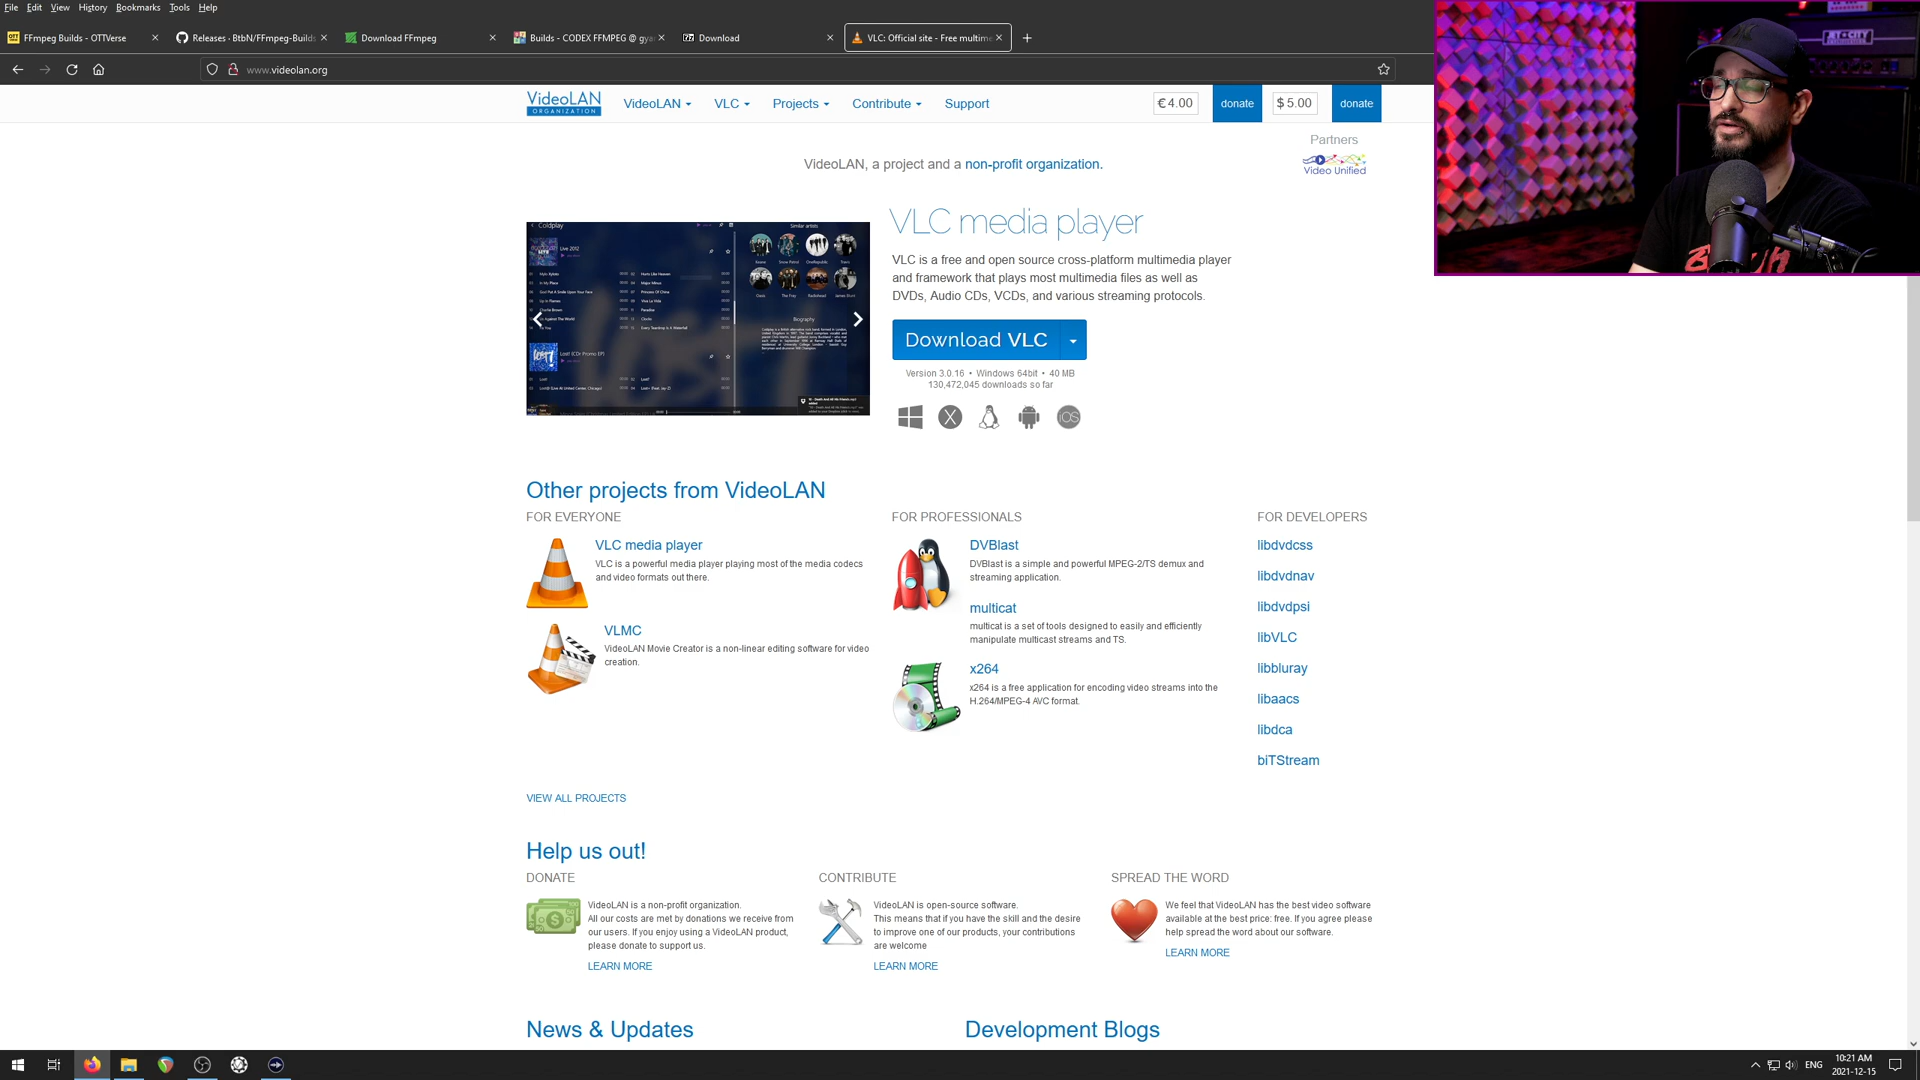 File Edit View History Bookmarks Tools Help
FFmpeg Builds - OTTVerse
Releases · BtbN/FFmpeg-Builds
Download FFmpeg
Builds - CODEX FFMPEG @ gya
Download
VLC: Official site - Free multime
www.videolan.org
VideoLAN
ORGANIZATION
VideoLAN VLC Projects Contribute Support
€ 4.00 donate $ 5.00 donate
Partners
Video Unified
VideoLAN, a project and a non-profit organization.
VLC media player
VLC is a free and open source cross-platform multimedia player
and framework that plays most multimedia files as well as
DVDs, Audio CDs, VCDs, and various streaming protocols.
Coldplay
Similar artists
Live 2012
Biography
Download VLC
Version 3.0.16 • Windows 64bit • 40 MB
130,472,045 downloads so far
iOS
Other projects from VideoLAN
FOR EVERYONE
VLC media player
VLC is a powerful media player playing most of the media codecs
and video formats out there.
VLMC
VideoLAN Movie Creator is a non-linear editing software for video
creation.
FOR PROFESSIONALS
DVBlast
DVBlast is a simple and powerful MPEG-2/TS demux and
streaming application.
multicat
multicat is a set of tools designed to easily and efficiently
manipulate multicast streams and TS.
x264
x264 is a free application for encoding video streams into the
H.264/MPEG-4 AVC format.
FOR DEVELOPERS
libdvdcss
libdvdnav
libdvdpsi
libVLC
libbluray
libaacs
libdca
biTStream
VIEW ALL PROJECTS
Help us out!
DONATE
VideoLAN is a non-profit organization.
All our costs are met by donations we receive from
our users. If you enjoy using a VideoLAN product,
please donate to support us.
LEARN MORE
CONTRIBUTE
VideoLAN is open-source software.
This means that if you have the skill and the desire
to improve one of our products, your contributions
are welcome
LEARN MORE
SPREAD THE WORD
We feel that VideoLAN has the best video software
available at the best price: free. If you agree please
help spread the word about our software.
LEARN MORE
News & Updates
Development Blogs
JET CITY
ENG
10:21 AM
2021-12-15